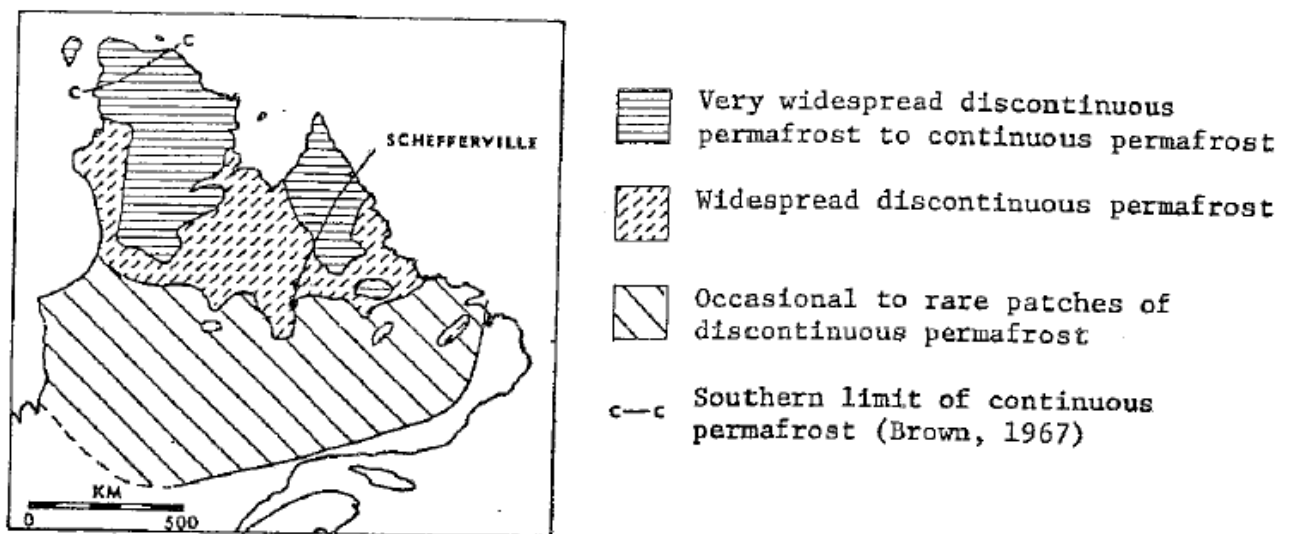 C
C
SCHEFFERVILLE
KM
0 500
Very widespread discontinuous
permafrost to continuous permafrost
Widespread discontinuous permafrost
Occasional to rare patches of
discontinuous permafrost
c—c Southern limit of continuous
permafrost (Brown, 1967)